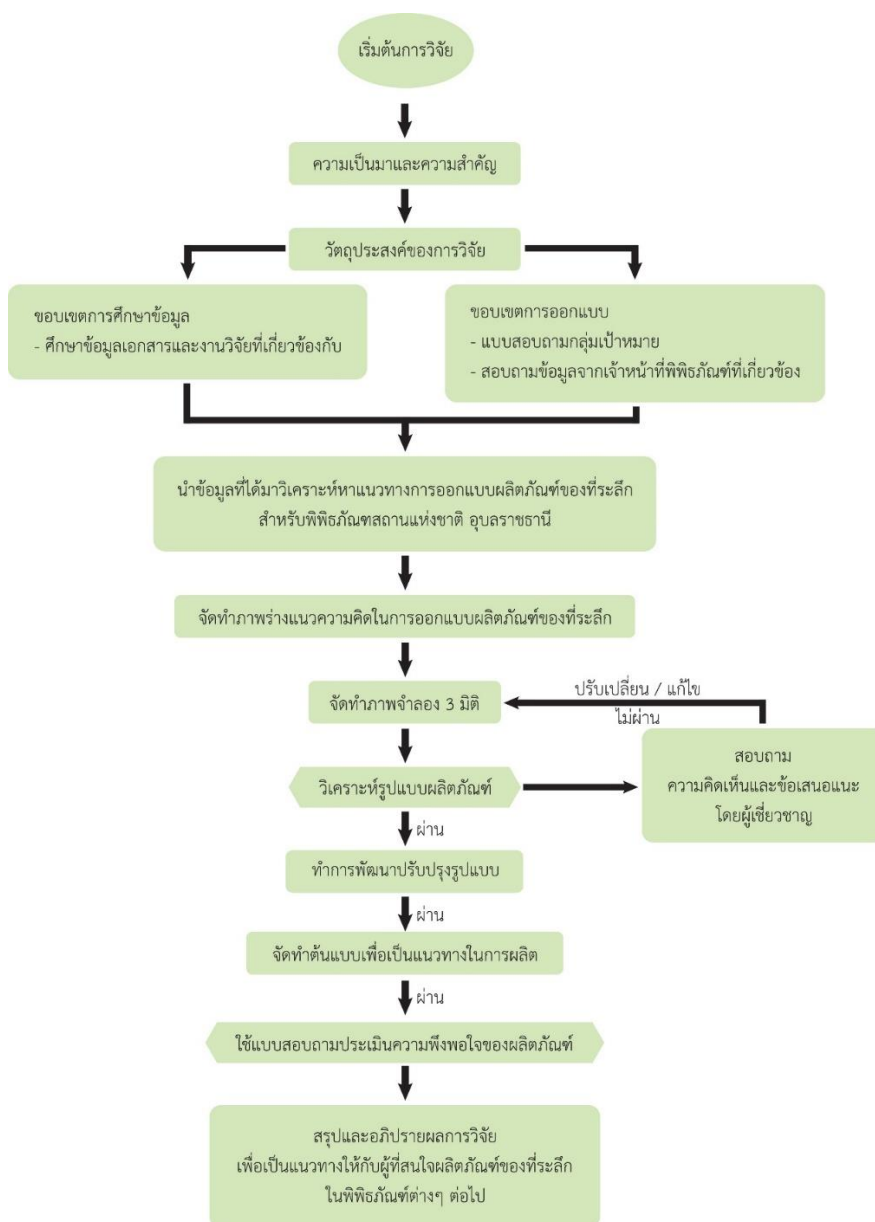 เริ่มต้นการวิจัย
ความเป็นมาและความสำคัญ
วัตถุประสงค์ของการวิจัย
ขอบเขตการศึกษาข้อมูล
- ศึกษาข้อมูลเอกสารและงานวิจัยที่เกี่ยวข้องกับ
ขอบเขตการออกแบบ
- แบบสอบถามกลุ่มเป้าหมาย
- สอบถามข้อมูลจากเจ้าหน้าที่พิพิธภัณฑ์ที่เกี่ยวข้อง
นำข้อมูลที่ได้มาวิเคราะห์หาแนวทางการออกแบบผลิตภัณฑ์ของที่ระลึก
สำหรับพิพิธภัณฑสถานแห่งชาติ อุบลราชธานี
จัดทำภาพร่างแนวความคิดในการออกแบบผลิตภัณฑ์ของที่ระลึก
จัดทำภาพจำลอง 3 มิติ
ปรับเปลี่ยน / แก้ไข
ไม่ผ่าน
วิเคราะห์รูปแบบผลิตภัณฑ์
สอบถาม
ความคิดเห็นและข้อเสนอแนะ
โดยผู้เชี่ยวชาญ
ผ่าน
ทำการพัฒนาปรับปรุงรูปแบบ
ผ่าน
จัดทำต้นแบบเพื่อเป็นแนวทางในการผลิต
ผ่าน
ใช้แบบสอบถามประเมินความพึงพอใจของผลิตภัณฑ์
สรุปและอภิปรายผลการวิจัย
เพื่อเป็นแนวทางให้กับผู้ที่สนใจผลิตภัณฑ์ของที่ระลึก
ในพิพิธภัณฑ์ต่างๆ ต่อไป